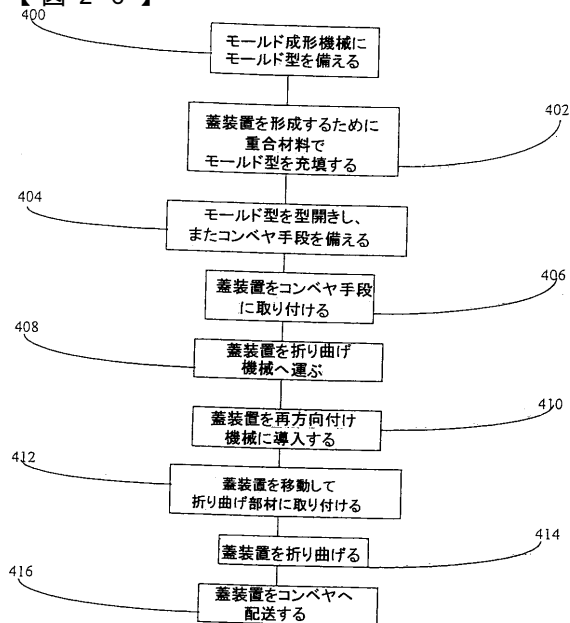 400
モールド成形機械に
モールド型を備える
402
蓋装置を形成するために
重合材料で
モールド型を充填する
404
モールド型を型開きし、
またコンベヤ手段を備える
406
蓋装置をコンベヤ手段
に取り付ける
408
蓋装置を折り曲げ
機械へ運ぶ
410
蓋装置を再方向付け
機械に導入する
412
蓋装置を移動して
折り曲げ部材に取り付ける
414
蓋装置を折り曲げる
416
蓋装置をコンベヤへ
配送する